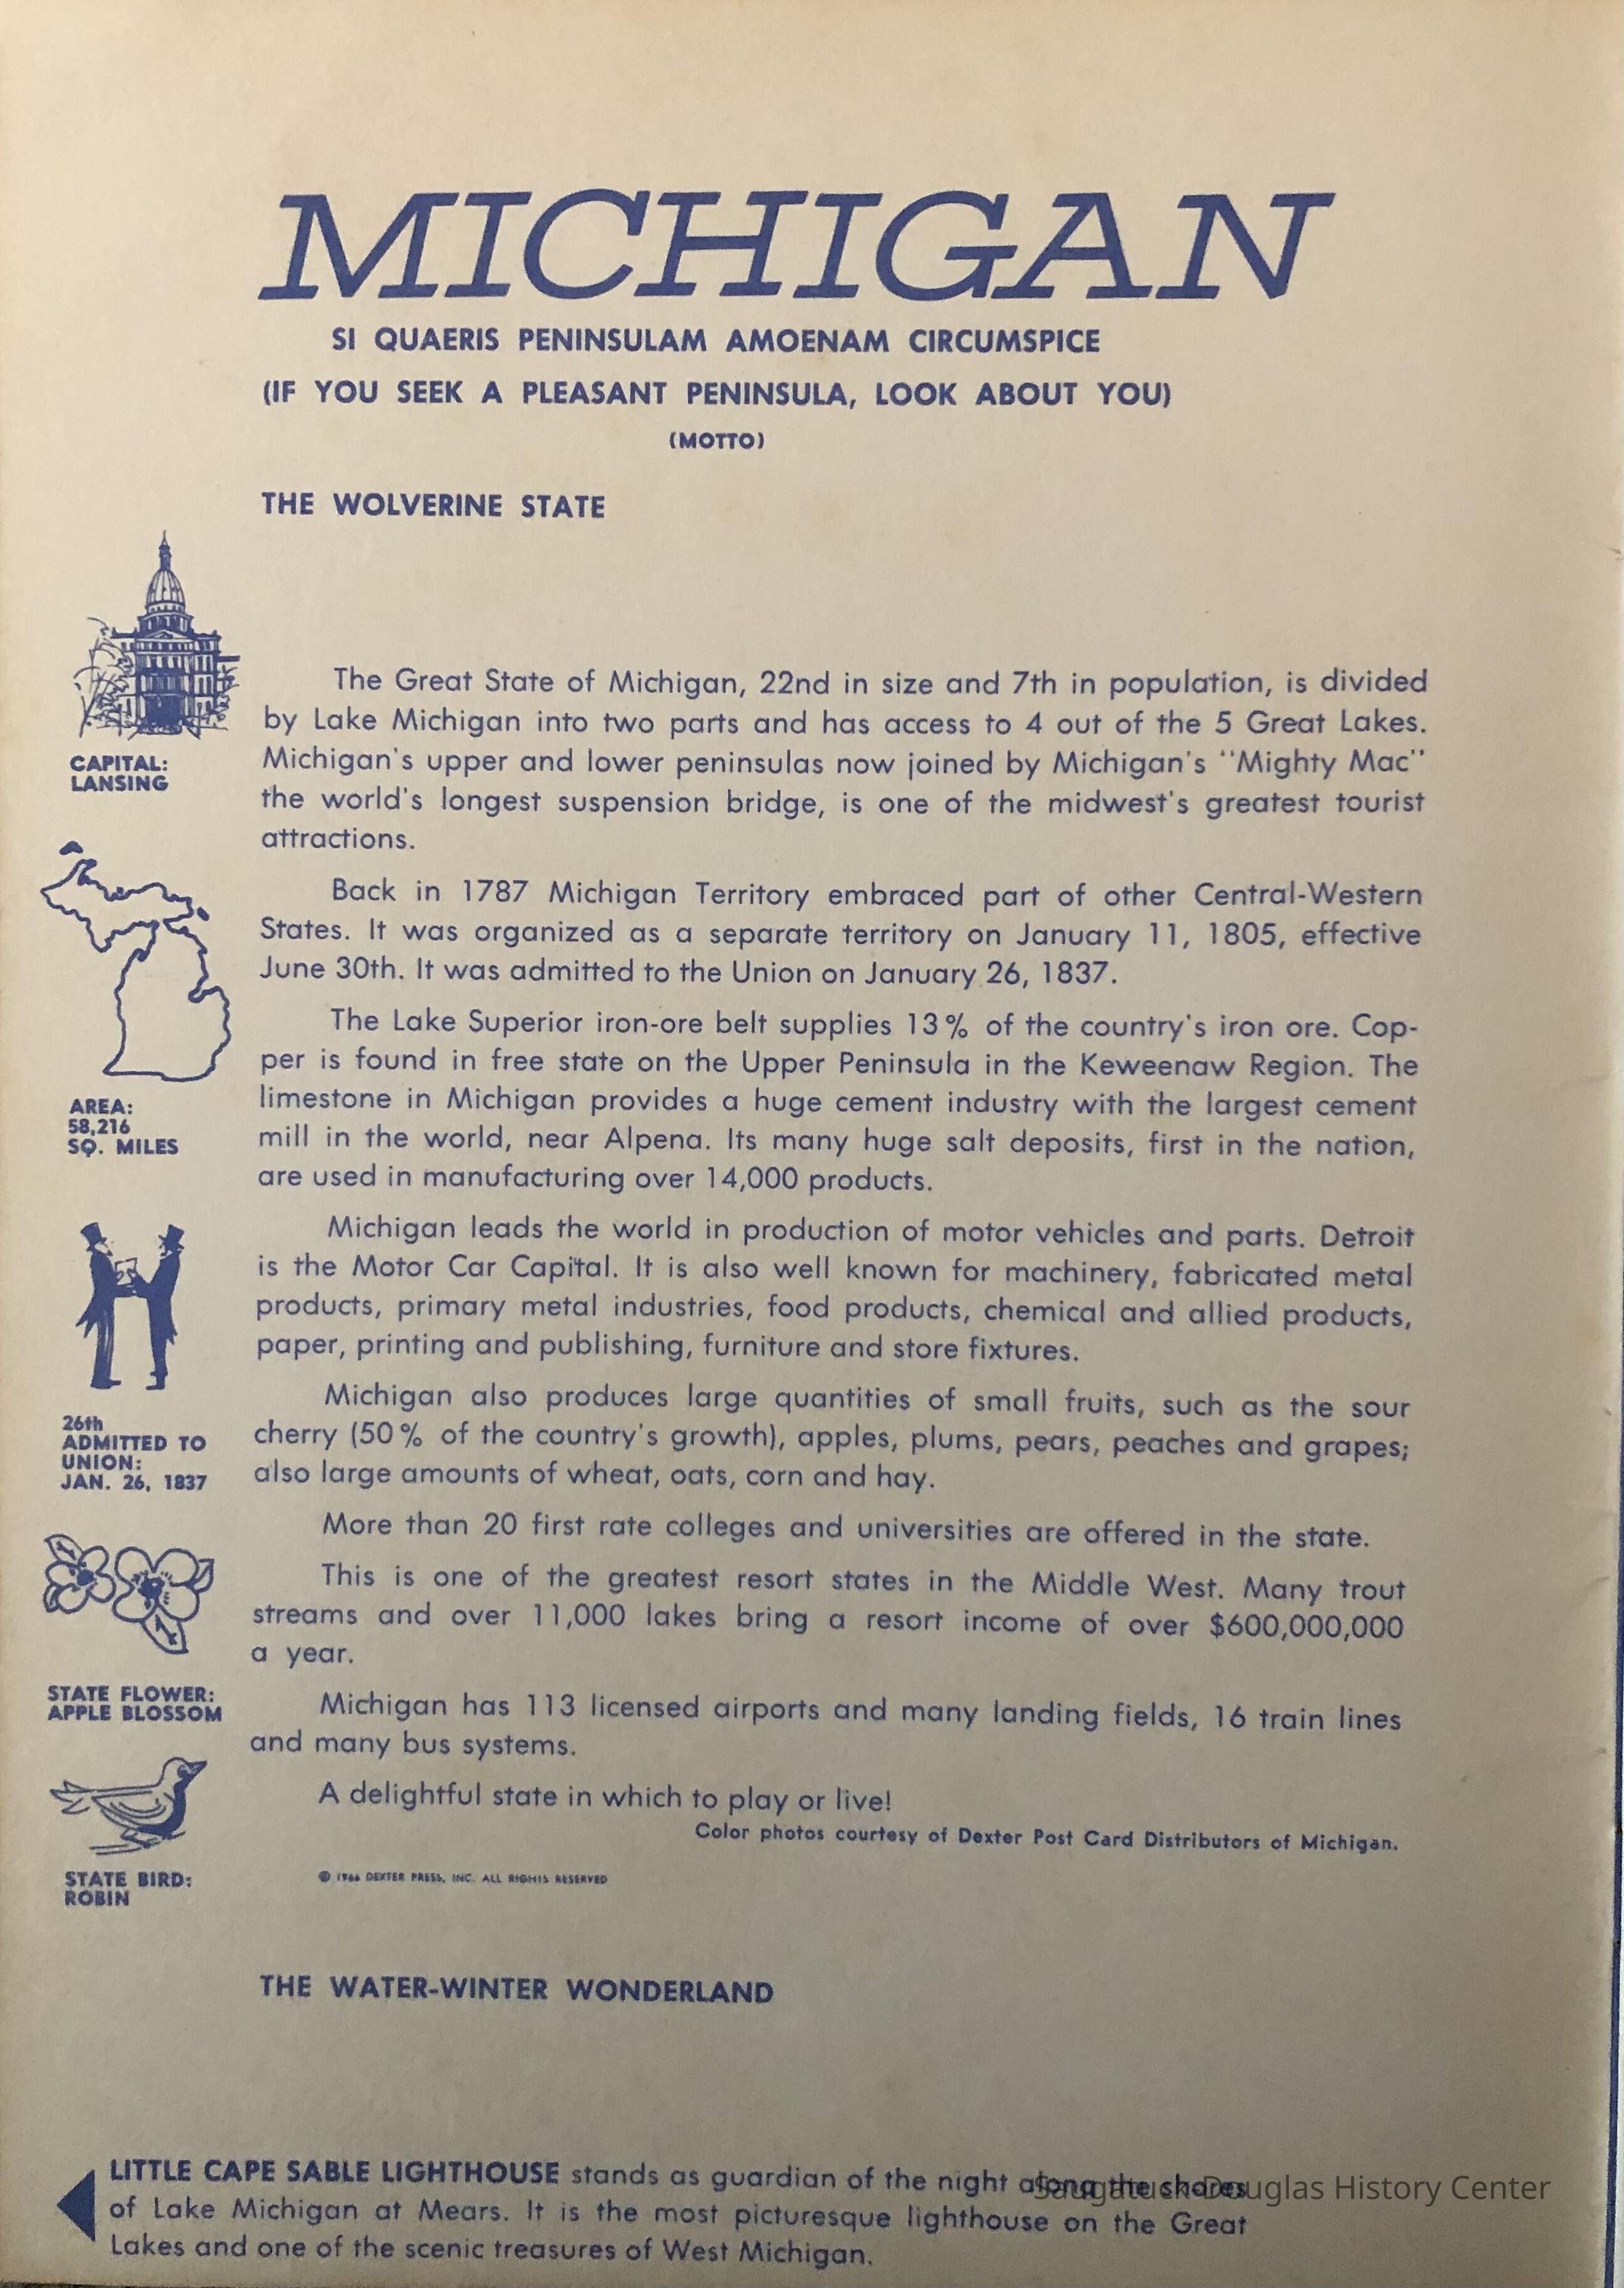 MICHIGAN
SI QUAERIS PENINSULAM AMOENAM CIRCUMSPICE
(IF YOU SEEK A PLEASANT PENINSULA, LOOK ABOUT YOU)
(MOTTO)
THE WOLVERINE STATE
CAPITAL:
LANSING
AREA:
58,216
SQ. MILES
26th
ADMITTED TO
UNION:
JAN. 26, 1837
STATE FLOWER:
APPLE BLOSSOM
STATE BIRD:
ROBIN
The Great State of Michigan, 22nd in size and 7th in population, is divided
by Lake Michigan into two parts and has access to 4 out of the 5 Great Lakes.
Michigan's upper and lower peninsulas now joined by Michigan's "Mighty Mac"
the world's longest suspension bridge, is one of the midwest's greatest tourist
attractions.
Back in 1787 Michigan Territory embraced part of other Central-Western
States. It was organized as a separate territory on January 11, 1805, effective
June 30th. It was admitted to the Union on January 26, 1837.
The Lake Superior iron-ore belt supplies 13% of the country's iron ore. Cop-
per is found in free state on the Upper Peninsula in the Keweenaw Region. The
limestone in Michigan provides a huge cement industry with the largest cement
mill in the world, near Alpena. Its many huge salt deposits, first in the nation,
are used in manufacturing over 14,000 products.
Michigan leads the world in production of motor vehicles and parts. Detroit
is the Motor Car Capital. It is also well known for machinery, fabricated metal
products, primary metal industries, food products, chemical and allied products,
paper, printing and publishing, furniture and store fixtures.
Michigan also produces large quantities of small fruits, such as the sour
cherry (50% of the country's growth), apples, plums, pears, peaches and grapes;
also large amounts of wheat, oats, corn and hay.
More than 20 first rate colleges and universities are offered in the state.
This is one of the greatest resort states in the Middle West. Many trout
streams and over 11,000 lakes bring a resort income of over $600,000,000
a year.
Michigan has 113 licensed airports and many landing fields, 16 train lines
and many bus systems.
A delightful state in which to play or live!
Color photos courtesy of Dexter Post Card Distributors of Michigan.
© 1966 DEXTER PRESS, INC. ALL RIGHTS RESERVED
THE WATER-WINTER WONDERLAND
LITTLE CAPE SABLE LIGHTHOUSE stands as guardian of the night along the shores
of Lake Michigan at Mears. It is the most picturesque lighthouse on the Great
Lakes and one of the scenic treasures of West Michigan.
Saugatuck-Douglas History Center